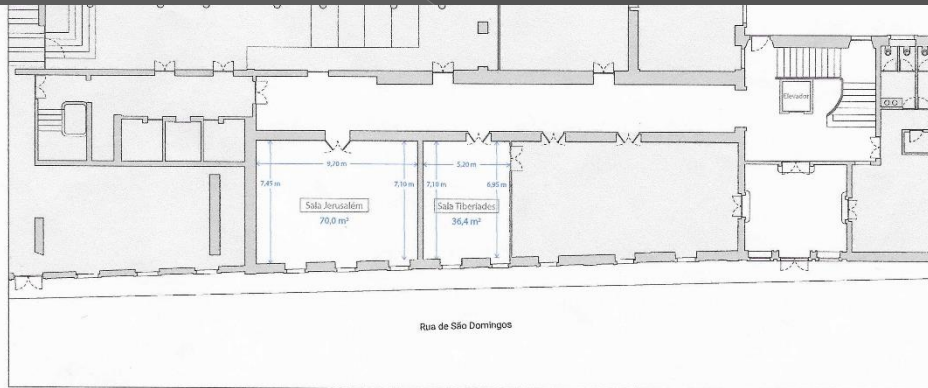 Elevador
9,70 m
5,20 m
7,45 m
7,10 m
7,10 m
6,95 m
Sala Jerusalém
70,0 m²
Sala Tiberíades
36,4 m²
Rua de São Domingos